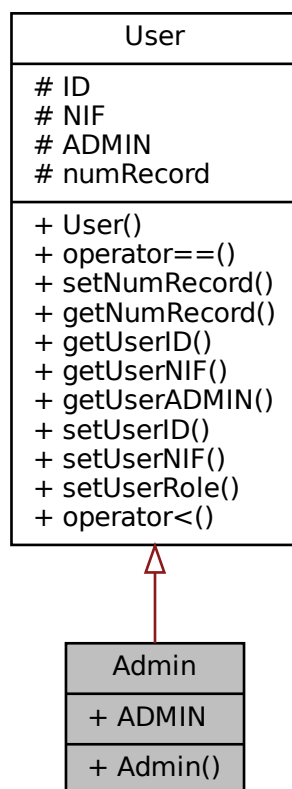 User
# ID
# NIF
# ADMIN
# numRecord
+ User()
+ operator==()
+ setNumRecord()
+ getNumRecord()
+ getUserID()
+ getUserNIF()
+ getUserADMIN()
+ setUserID()
+ setUserNIF()
+ setUserRole()
+ operator<()
Admin
+ ADMIN
+ Admin()